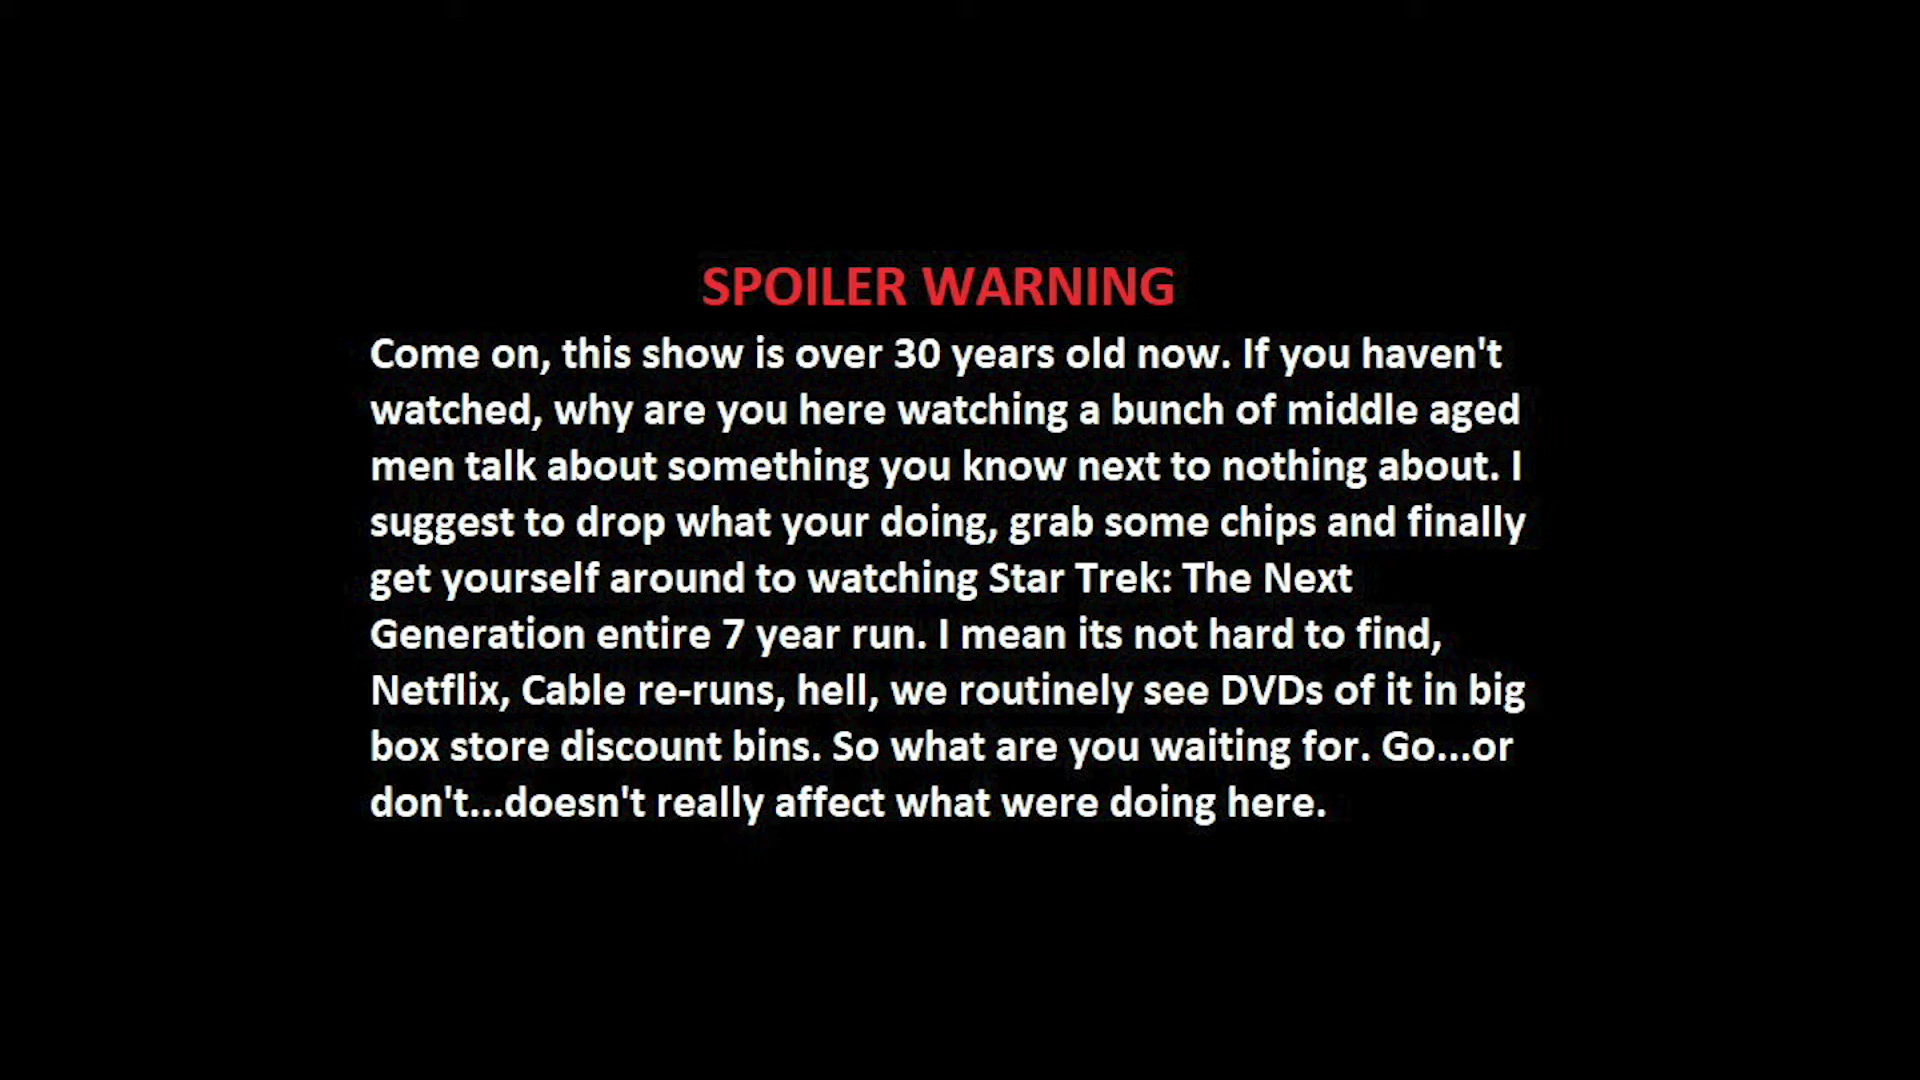 SPOILER WARNING
Come on, this show is over 30 years old now. If you haven't
watched, why are you here watching a bunch of middle aged
men talk about something you know next to nothing about. I
suggest to drop what your doing, grab some chips and finally
get yourself around to watching Star Trek: The Next
Generation entire 7 year run. I mean its not hard to find,
Netflix, Cable re-runs, hell, we routinely see DVDs of it in big
box store discount bins. So what are you waiting for. Go...or
don't...doesn't really affect what were doing here.